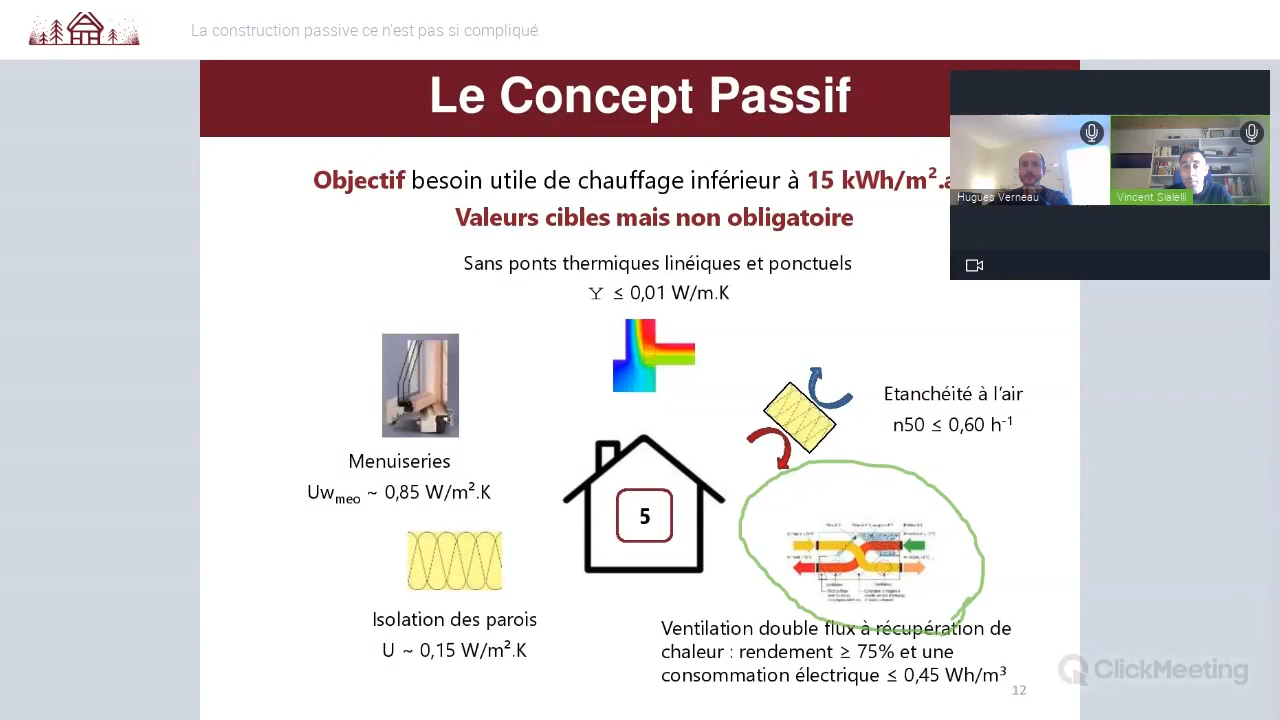 La construction passive ce n'est pas si compliqué
Le Concept Passif
Objectif besoin utile de chauffage inférieur à 15 kWh/m².a
Valeurs cibles mais non obligatoire
Hugues Verneau
Vincent Sialelli
Sans ponts thermiques linéiques et ponctuels
Υ ≤ 0,01 W/m.K
Etanchéité à l'air
n50 ≤ 0,60 h⁻¹
Menuiseries
Uwmeo ~ 0,85 W/m².K
5
Isolation des parois
U ~ 0,15 W/m².K
Ventilation double flux à récupération de
chaleur : rendement ≥ 75% et une
consommation électrique ≤ 0,45 Wh/m³
12
ClickMeeting